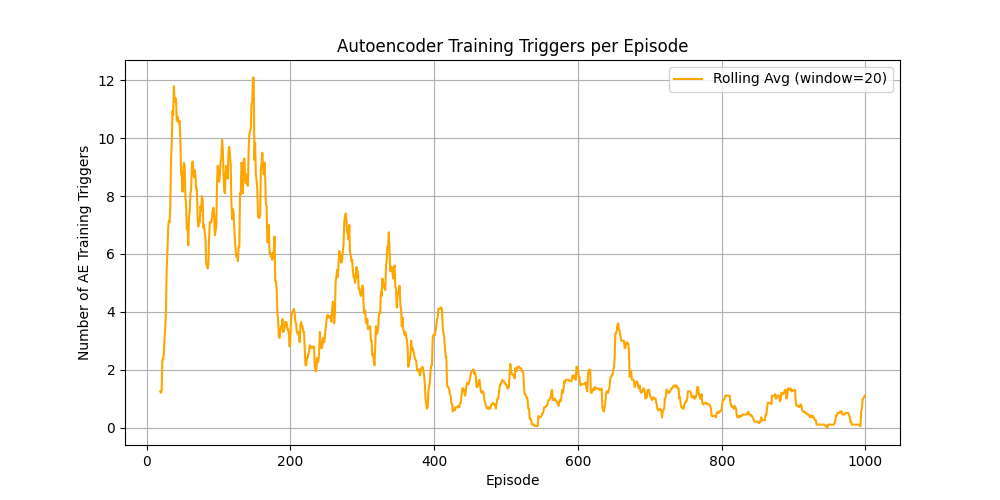 Autoencoder Training Triggers per Episode
Rolling Avg (window=20)
Number of AE Training Triggers
12
10
8
6
4
2
0
0 200 400 600 800 1000
Episode